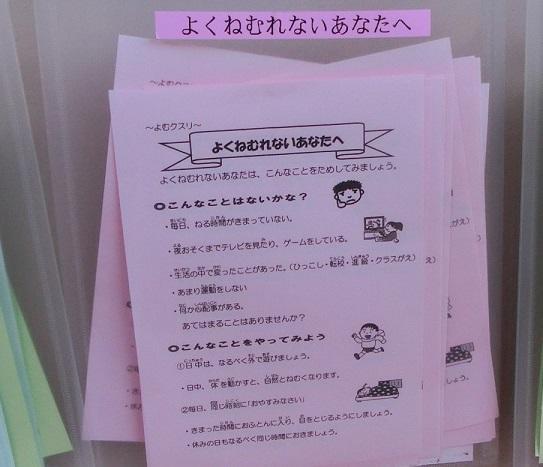 よくねむれないあなたへ
～よむク
～よむクスリ～
よくねむれないあなたへ
よくねむれないあなたは、こんなことをためしてみましょう。
○こんなことはないかな？
・毎日、ねる時間がきまっていない。
・夜おそくまでテレビを見たり、ゲームをしている。
・生活の中で変ったことがあった。（ひっこし・転校・進級・クラスがえ）
・あまり運動をしない
・何か心配事がある。
あてはまることはありませんか？
○こんなことをやってみよう
①日中は、なるべく外で遊びましょう。
・日中、体を動かすと、自然とねむくなります。
②毎日、同じ時刻に「おやすみなさい」
・きまった時間におふとんに入り、目をとじるようにしましょう。
・休みの日もなるべく同じ時間におきましょう。